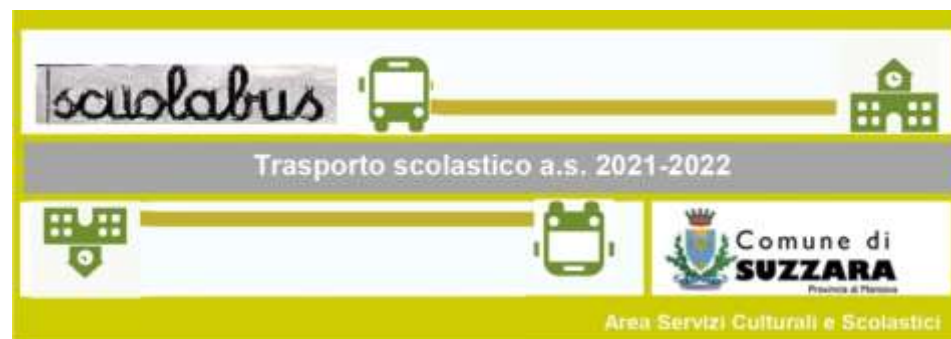 scuolabus
Trasporto scolastico a.s. 2021-2022
Comune di
SUZZARA
Provincia di Mantova
Area Servizi Culturali e Scolastici